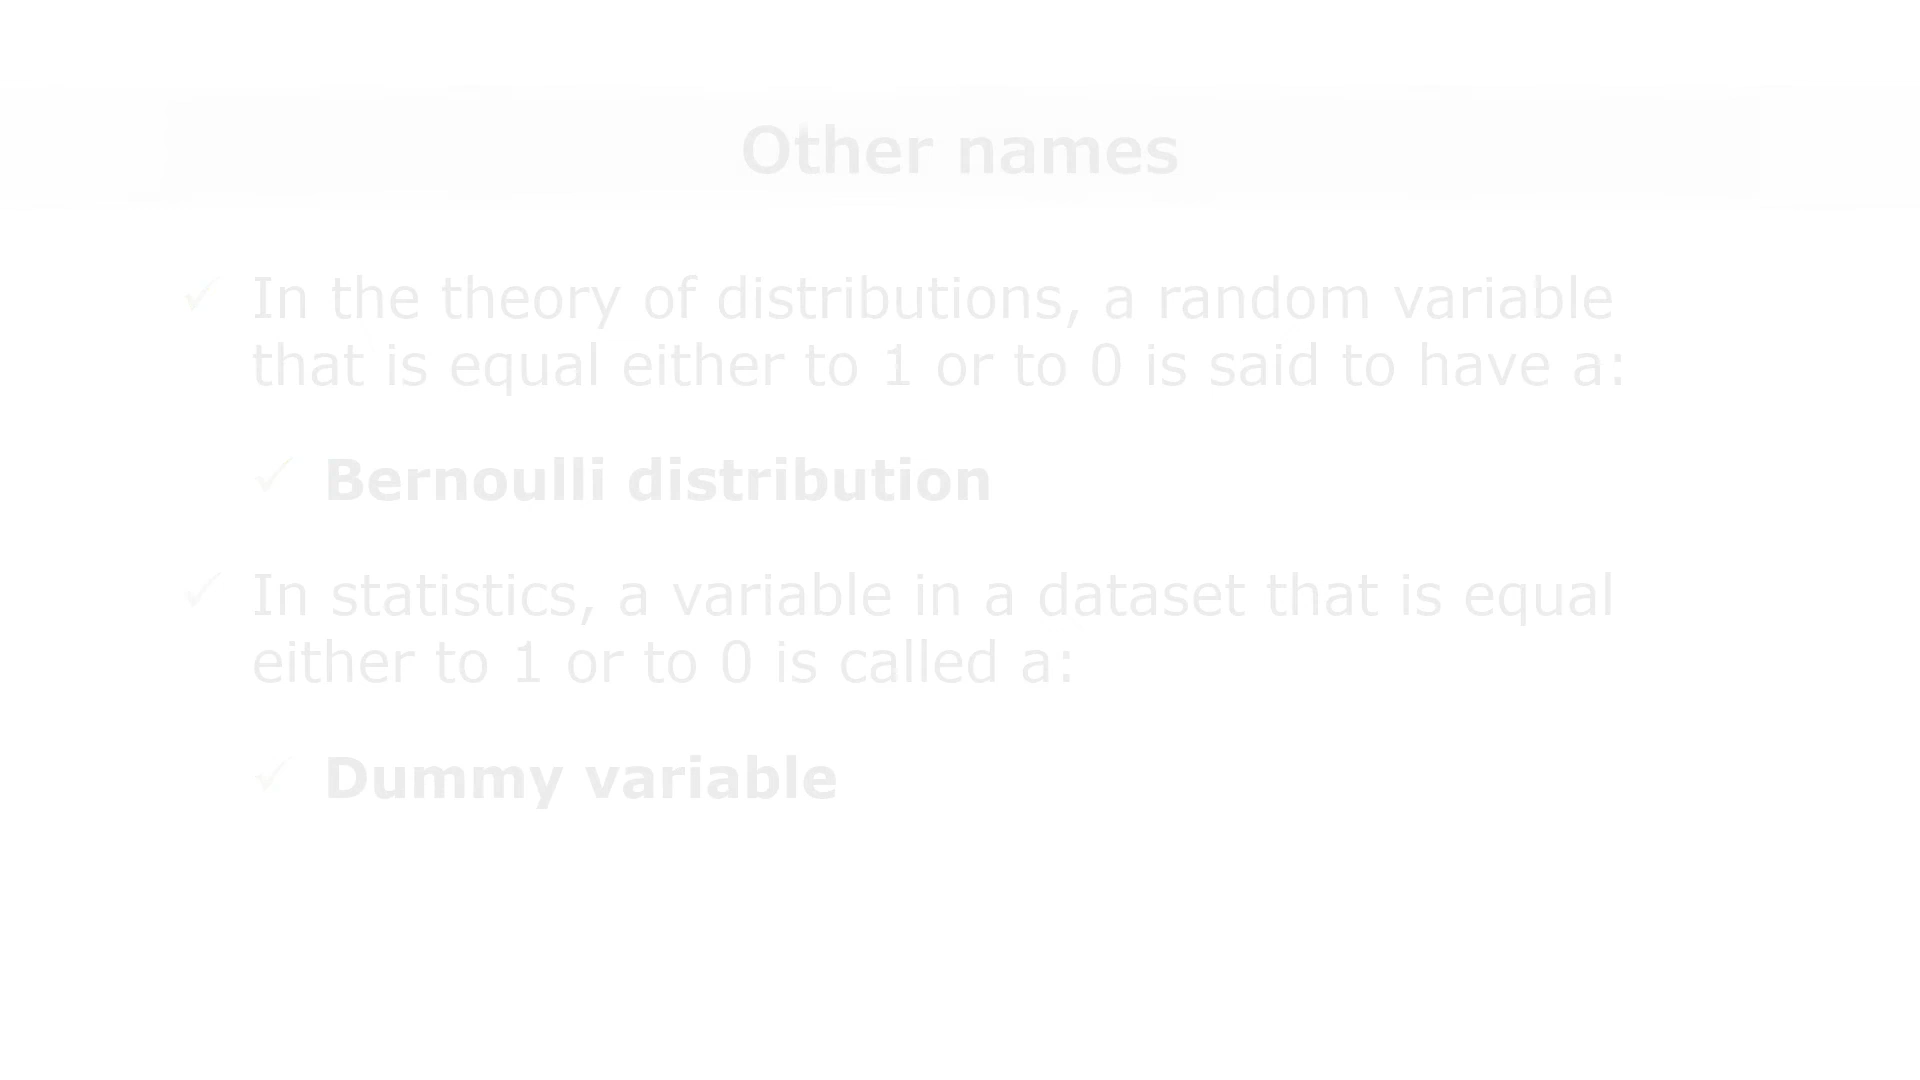 Other names
✓ In the theory of distributions, a random variable
that is equal either to 1 or to 0 is said to have a:
✓ Bernoulli distribution
✓ In statistics, a variable in a dataset that is equal
either to 1 or to 0 is called a:
✓ Dummy variable